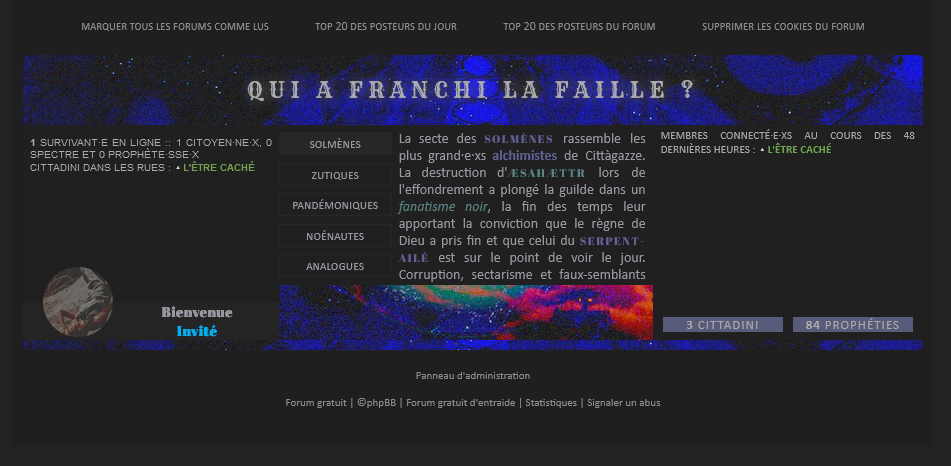 MARQUER TOUS LES FORUMS COMME LUS TOP 20 DES POSTEURS DU JOUR TOP 20 DES POSTEURS DU FORUM SUPPRIMER LES COOKIES DU FORUM
QUI A FRANCHI LA FAILLE ?
1 SURVIVANT·E EN LIGNE :: 1 CITOYEN·NE·X, 0
SPECTRE ET 0 PROPHÈTE·SSE·X
CITTADINI DANS LES RUES : • L'ÊTRE CACHÉ
Bienvenue
Invité
SOLMÈNES
ZUTIQUES
PANDÉMONIQUES
NOÉNAUTES
ANALOGUES
La secte des SOLMÈNES rassemble les
plus grand·e·xs alchimistes de Cittàgazze.
La destruction d'ÆSAHÆTTR lors de
l'effondrement a plongé la guilde dans un
fanatisme noir, la fin des temps leur
apportant la conviction que le règne de
Dieu a pris fin et que celui du SERPENT-
AILÉ est sur le point de voir le jour.
Corruption, sectarisme et faux-semblants
MEMBRES CONNECTÉ·E·XS AU COURS DES 48
DERNIÈRES HEURES : • L'ÊTRE CACHÉ
3 CITTADINI 84 PROPHÉTIES
Panneau d'administration
Forum gratuit | ©phpBB | Forum gratuit d'entraide | Statistiques | Signaler un abus